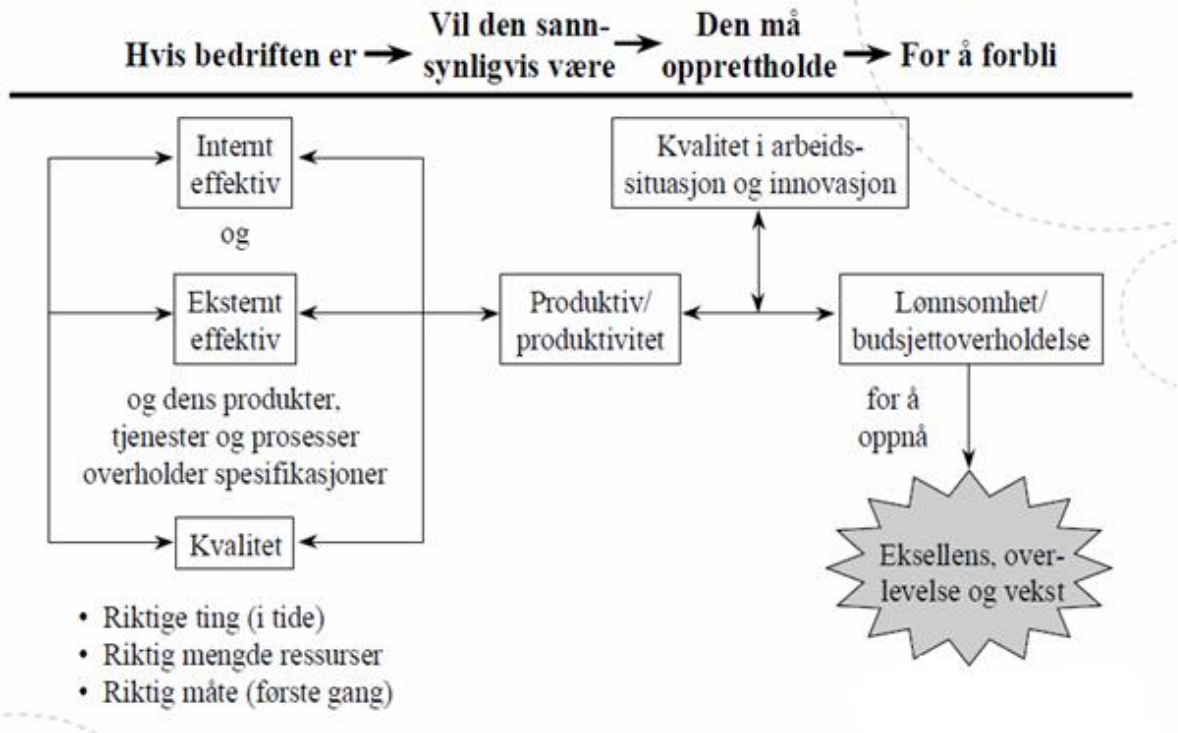 Hvis bedriften er
Vil den sann-
synligvis være
Den må
opprettholde
For å forbli
Internt
effektiv
og
Eksternt
effektiv
og dens produkter,
tjenester og prosesser
overholder spesifikasjoner
Kvalitet
• Riktige ting (i tide)
• Riktig mengde ressurser
• Riktig måte (første gang)
Produktiv/
produktivitet
Kvalitet i arbeids-
situasjon og innovasjon
Lønnsomhet/
budsjettoverholdelse
for å
oppnå
Eksellens, over-
levelse og vekst